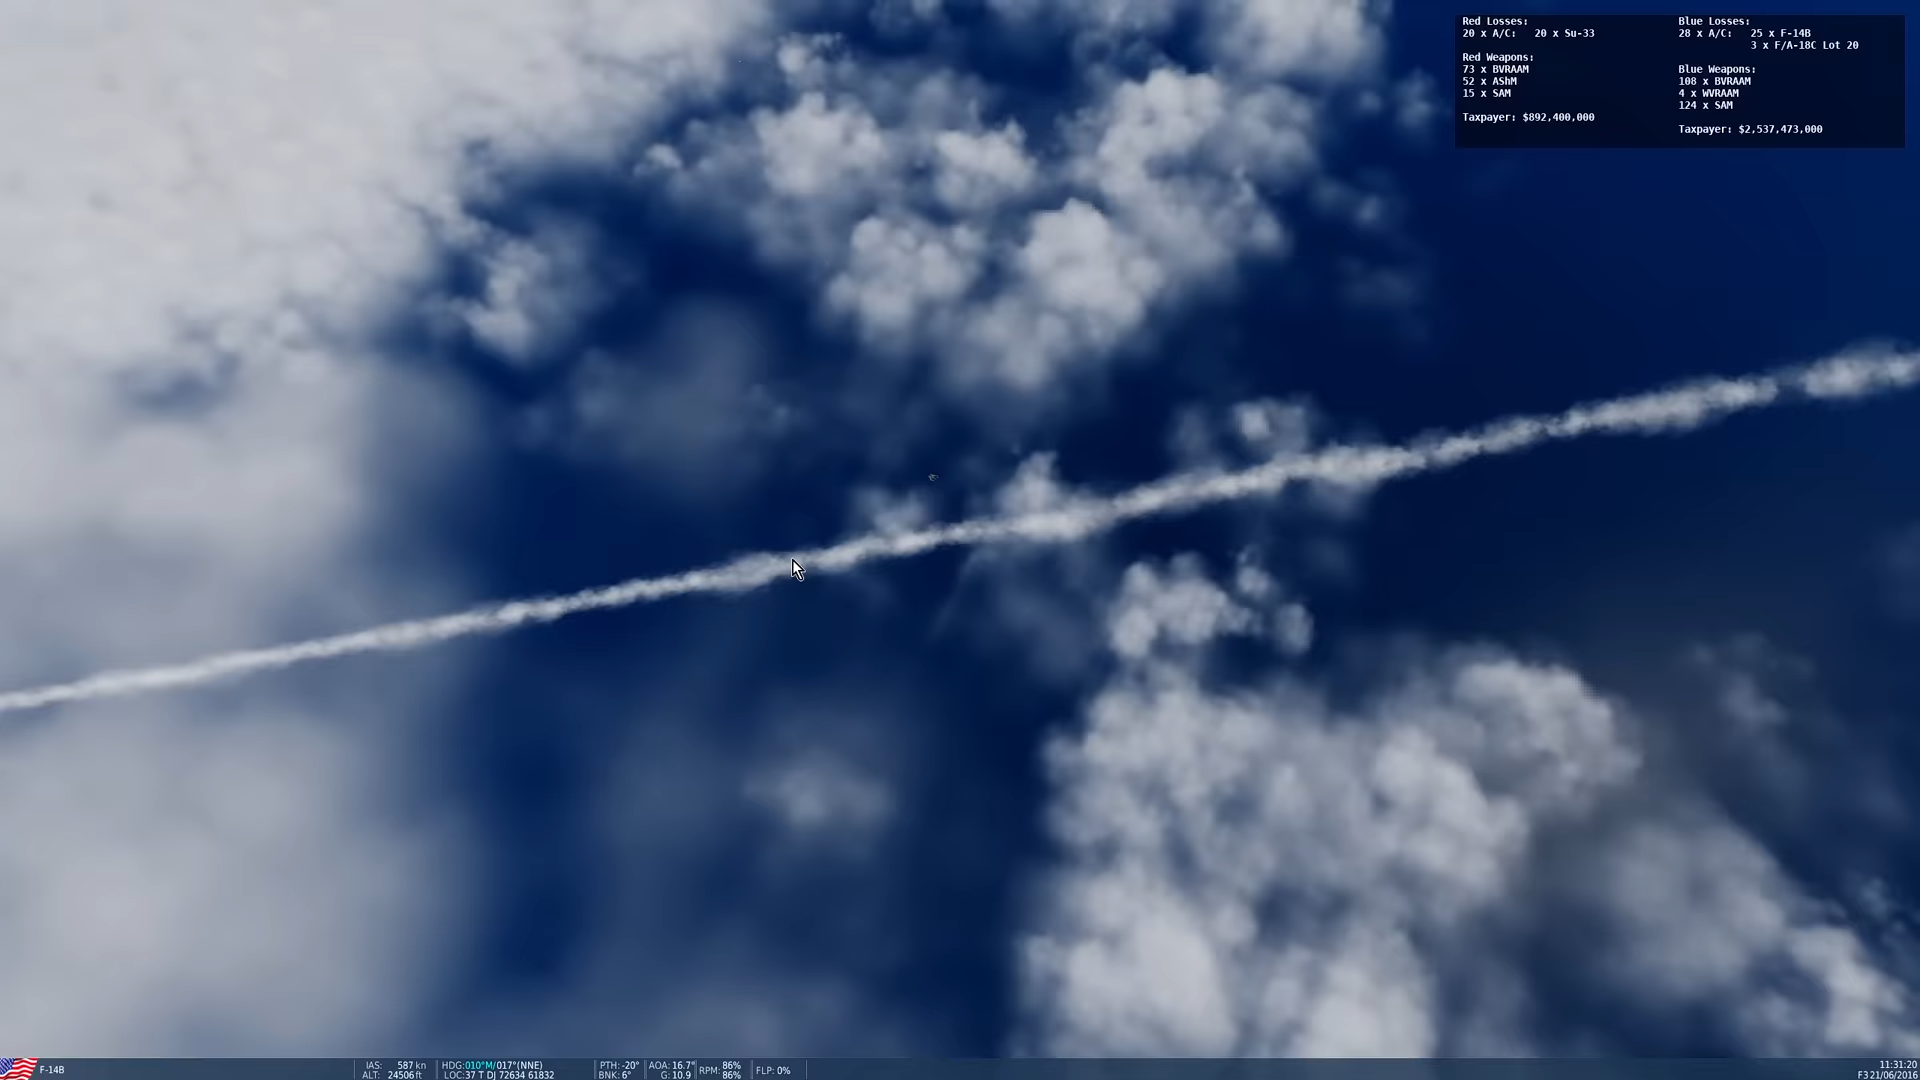 Red Losses:
20 x A/C: 20 x Su-33
Red Weapons:
73 x BVRAAM
52 x AShM
15 x SAM
Taxpayer: $892,400,000
Blue Losses:
28 x A/C: 25 x F-14B
3 x F/A-18C Lot 20
Blue Weapons:
108 x BVRAAM
4 x WVRAAM
124 x SAM
Taxpayer: $2,537,473,000
F-14B
IAS: 587 kn
ALT: 24506 ft
HDG:010°M/017°(NNE)
LOC:37 T DJ 72634 61832
PTH: -20°
BNK: 6°
AOA: 16.7°
G: 10.9
RPM: 86%
86%
FLP: 0%
11:31:20
F3 21/06/2016